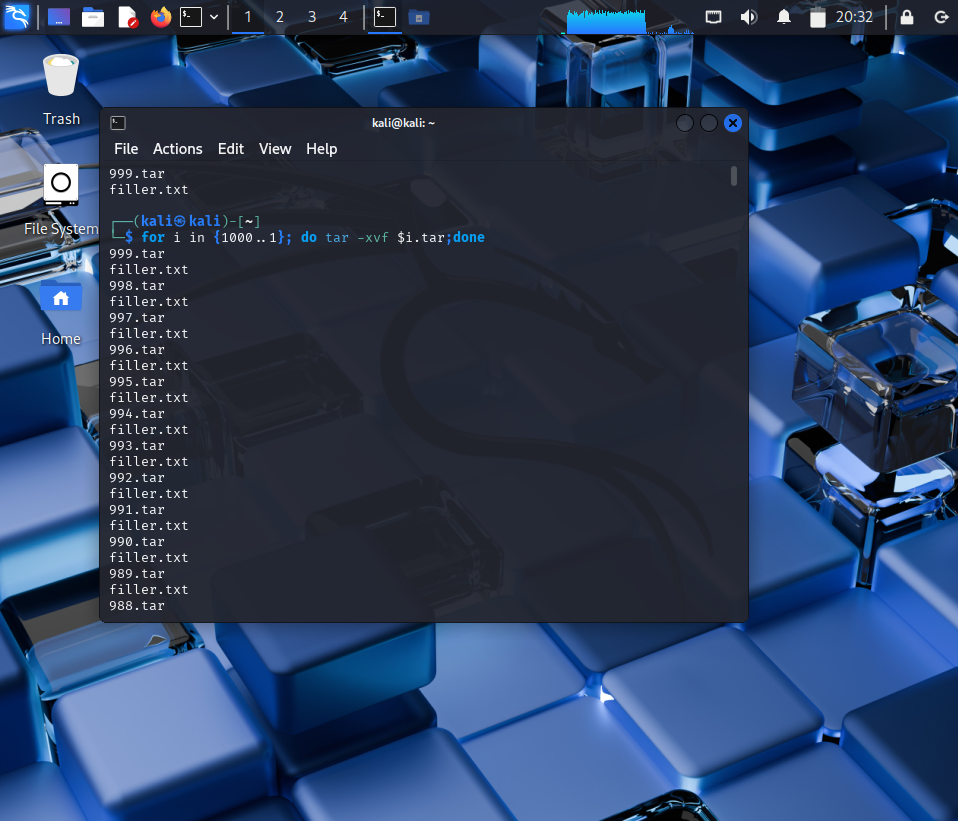 1 2 3 4 20:32
Trash
File System
Home
kali@kali: ~
File Actions Edit View Help
999.tar
filler.txt
┌──(kali㉿kali)-[~]
└─$ for i in {1000..1}; do tar -xvf $i.tar;done
999.tar
filler.txt
998.tar
filler.txt
997.tar
filler.txt
996.tar
filler.txt
995.tar
filler.txt
994.tar
filler.txt
993.tar
filler.txt
992.tar
filler.txt
991.tar
filler.txt
990.tar
filler.txt
989.tar
filler.txt
988.tar